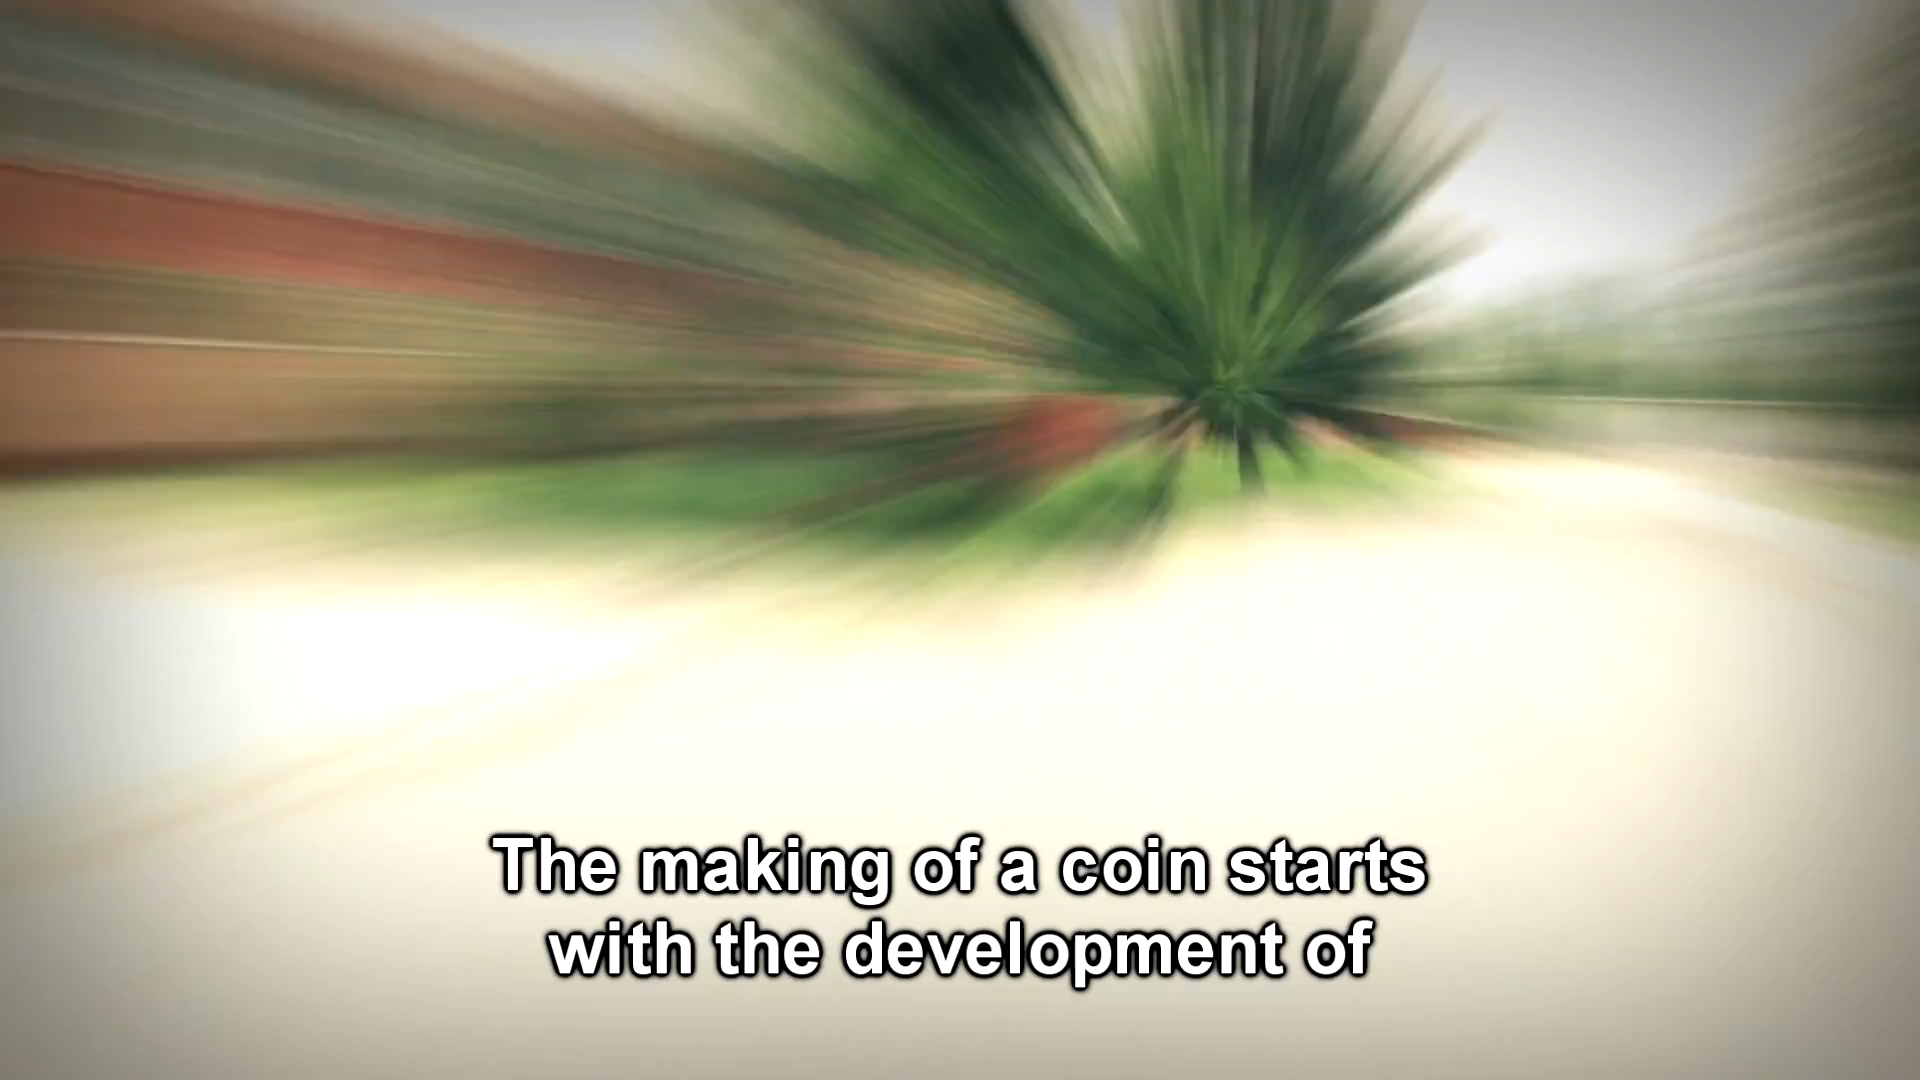 The making of a coin starts
with the development of